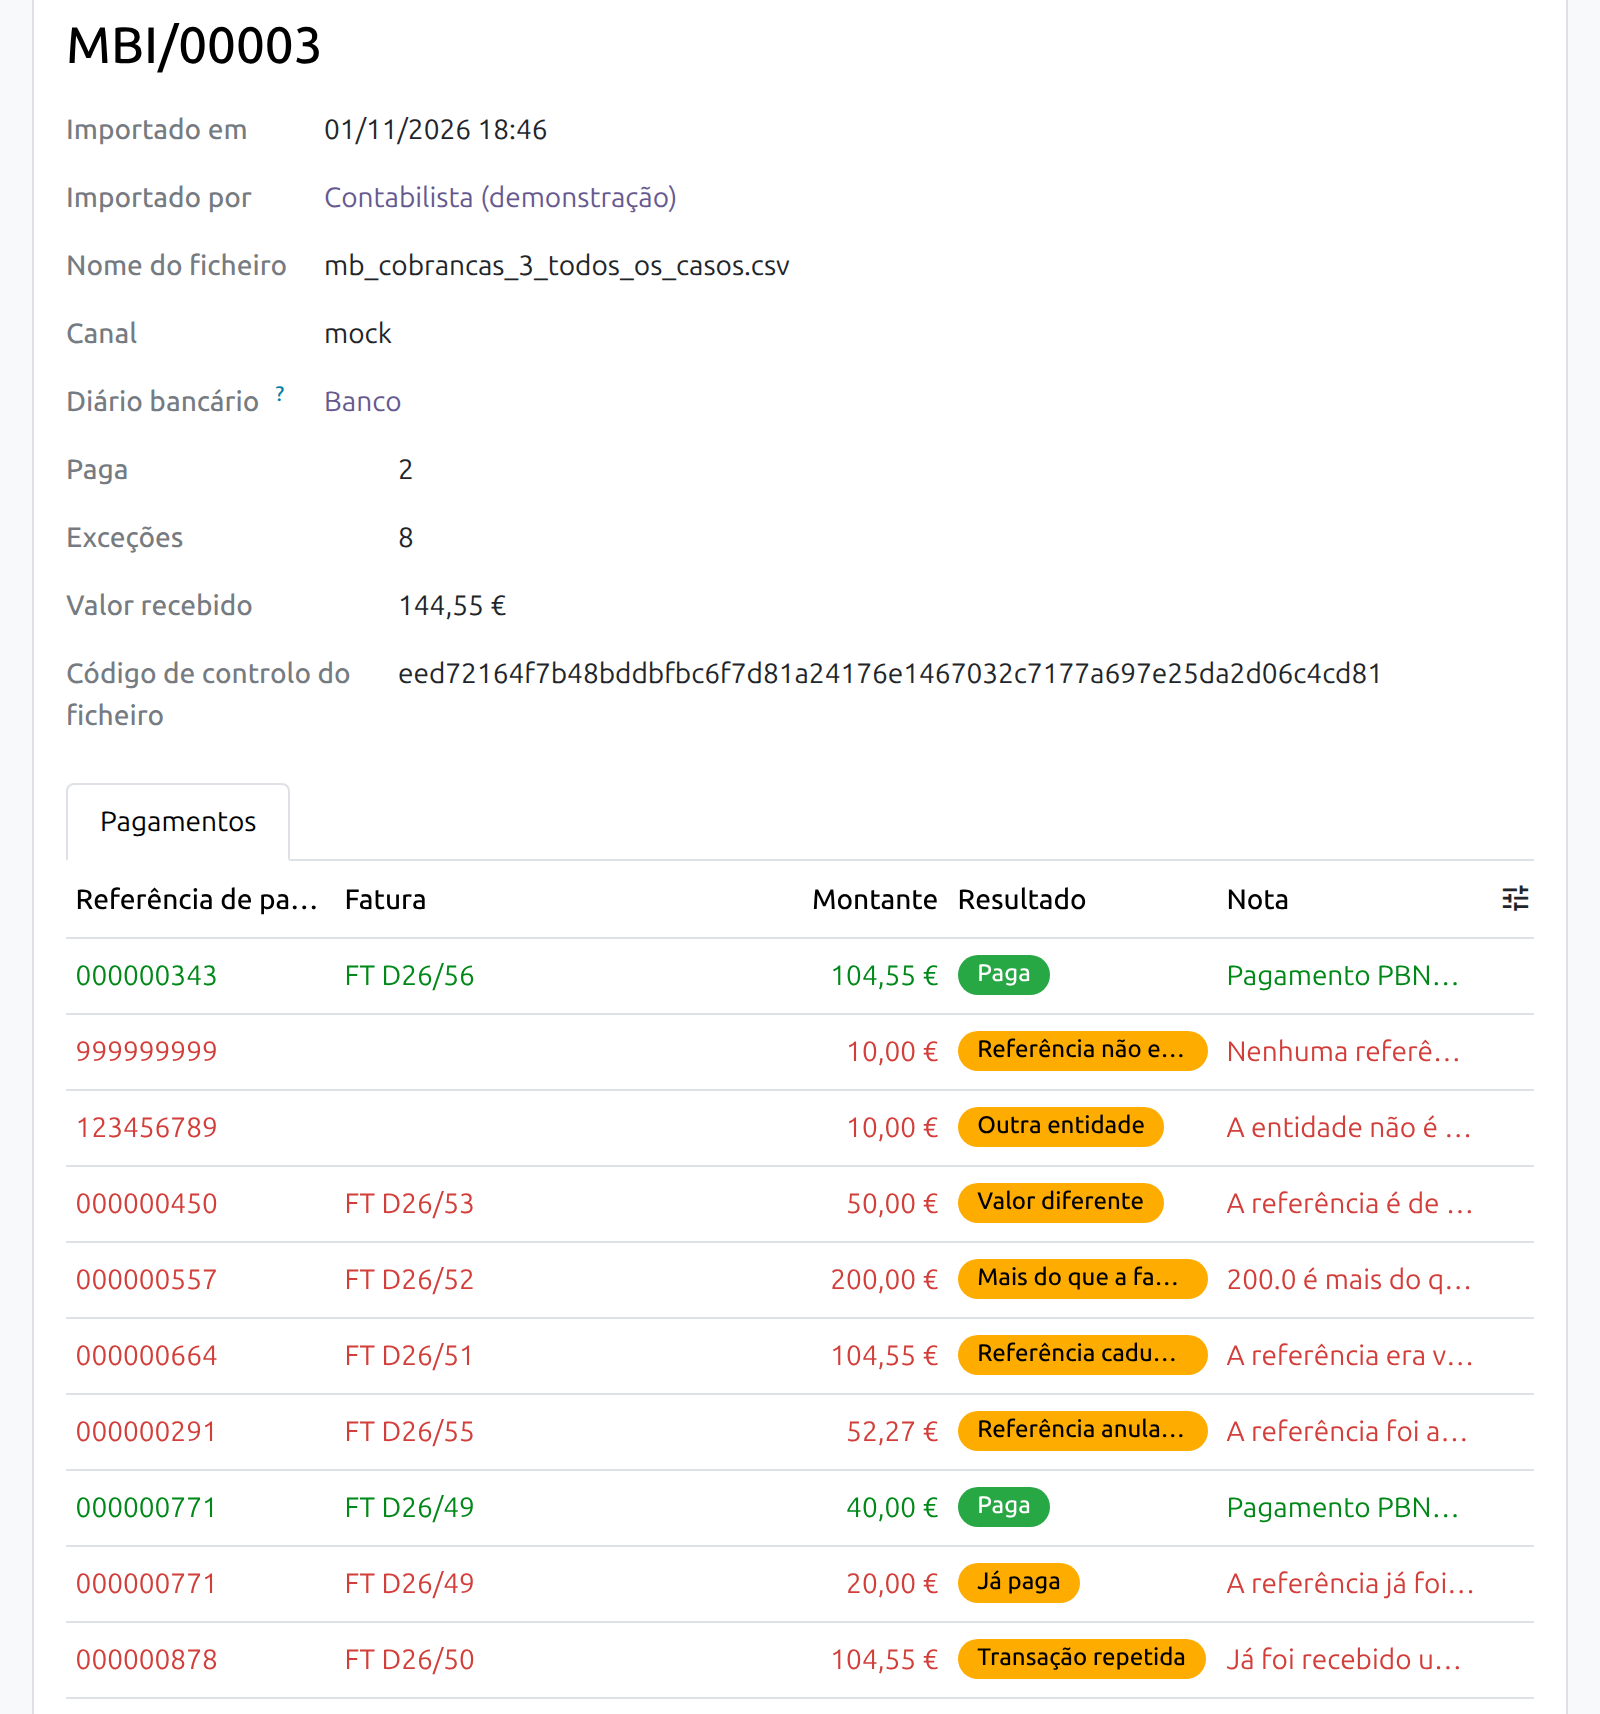 MBI/00003
Importado em 01/11/2026 18:46
Importado por Contabilista (demonstração)
Nome do ficheiro mb_cobrancas_3_todos_os_casos.csv
Canal mock
Diário bancário ? Banco
Paga 2
Exceções 8
Valor recebido 144,55 €
Código de controlo do ficheiro eed72164f7b48bddbfbc6f7d81a24176e1467032c7177a697e25da2d06c4cd81
Pagamentos
Referência de pa... Fatura Montante Resultado Nota
000000343 FT D26/56 104,55 € Paga Pagamento PBN...
999999999 10,00 € Referência não e... Nenhuma referê...
123456789 10,00 € Outra entidade A entidade não é ...
000000450 FT D26/53 50,00 € Valor diferente A referência é de ...
000000557 FT D26/52 200,00 € Mais do que a fa... 200.0 é mais do q...
000000664 FT D26/51 104,55 € Referência cadu... A referência era v...
000000291 FT D26/55 52,27 € Referência anula... A referência foi a...
000000771 FT D26/49 40,00 € Paga Pagamento PBN...
000000771 FT D26/49 20,00 € Já paga A referência já foi...
000000878 FT D26/50 104,55 € Transação repetida Já foi recebido u...